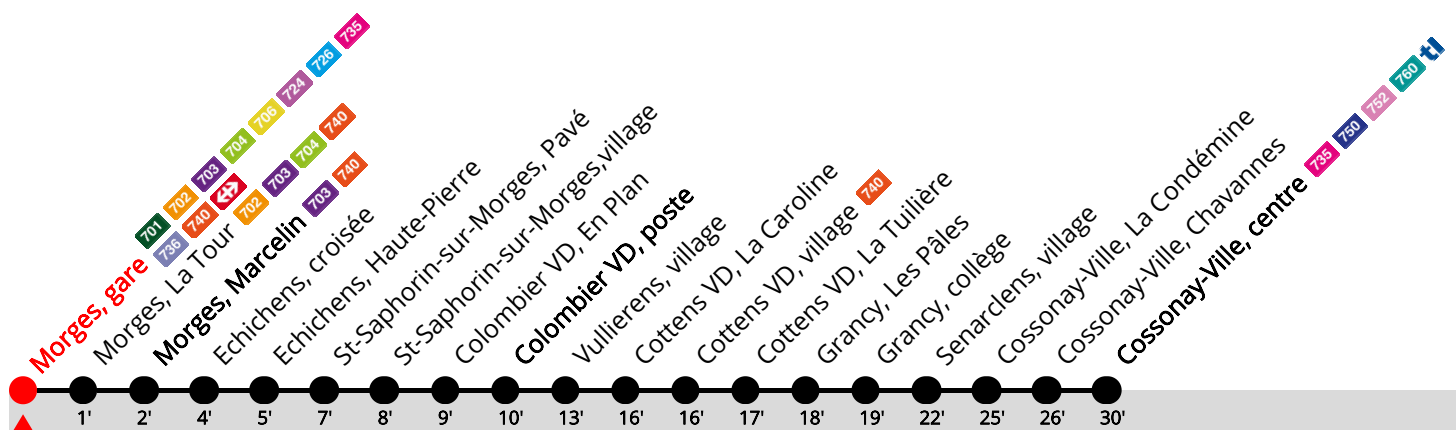 Morges, gare 701 702 703 704 706 724 726 735
736 740
Morges, La Tour 702 703 704 740
Morges, Marcelin 703 740
Echichens, croisée
Echichens, Haute-Pierre
St-Saphorin-sur-Morges, Pavé
St-Saphorin-sur-Morges,village
Colombier VD, En Plan
Colombier VD, poste
Vullierens, village
Cottens VD, La Caroline
Cottens VD, village 740
Cottens VD, La Tuilière
Grancy, Les Pâles
Grancy, collège
Senarclens, village
Cossonay-Ville, La Condémine
Cossonay-Ville, Chavannes
Cossonay-Ville, centre 735 750 752 760 tl
1' 2' 4' 5' 7' 8' 9' 10' 13' 16' 16' 17' 18' 19' 22' 25' 26' 30'